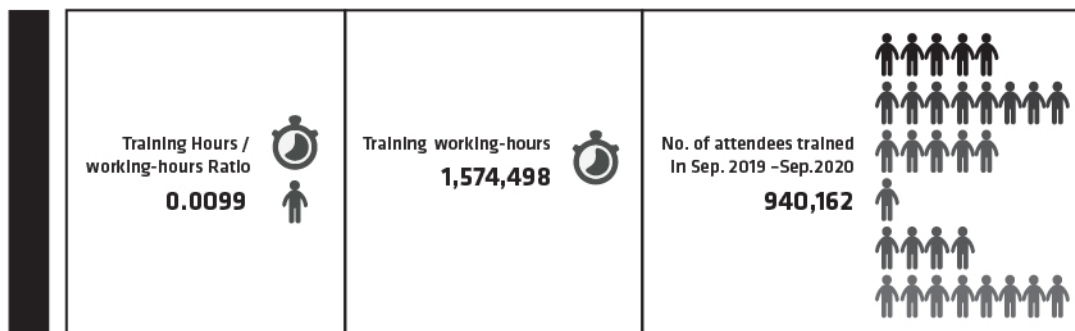 Training Hours /
working-hours Ratio
0.0099
Training working-hours
1,574,498
No. of attendees trained
In Sep. 2019 –Sep.2020
940,162